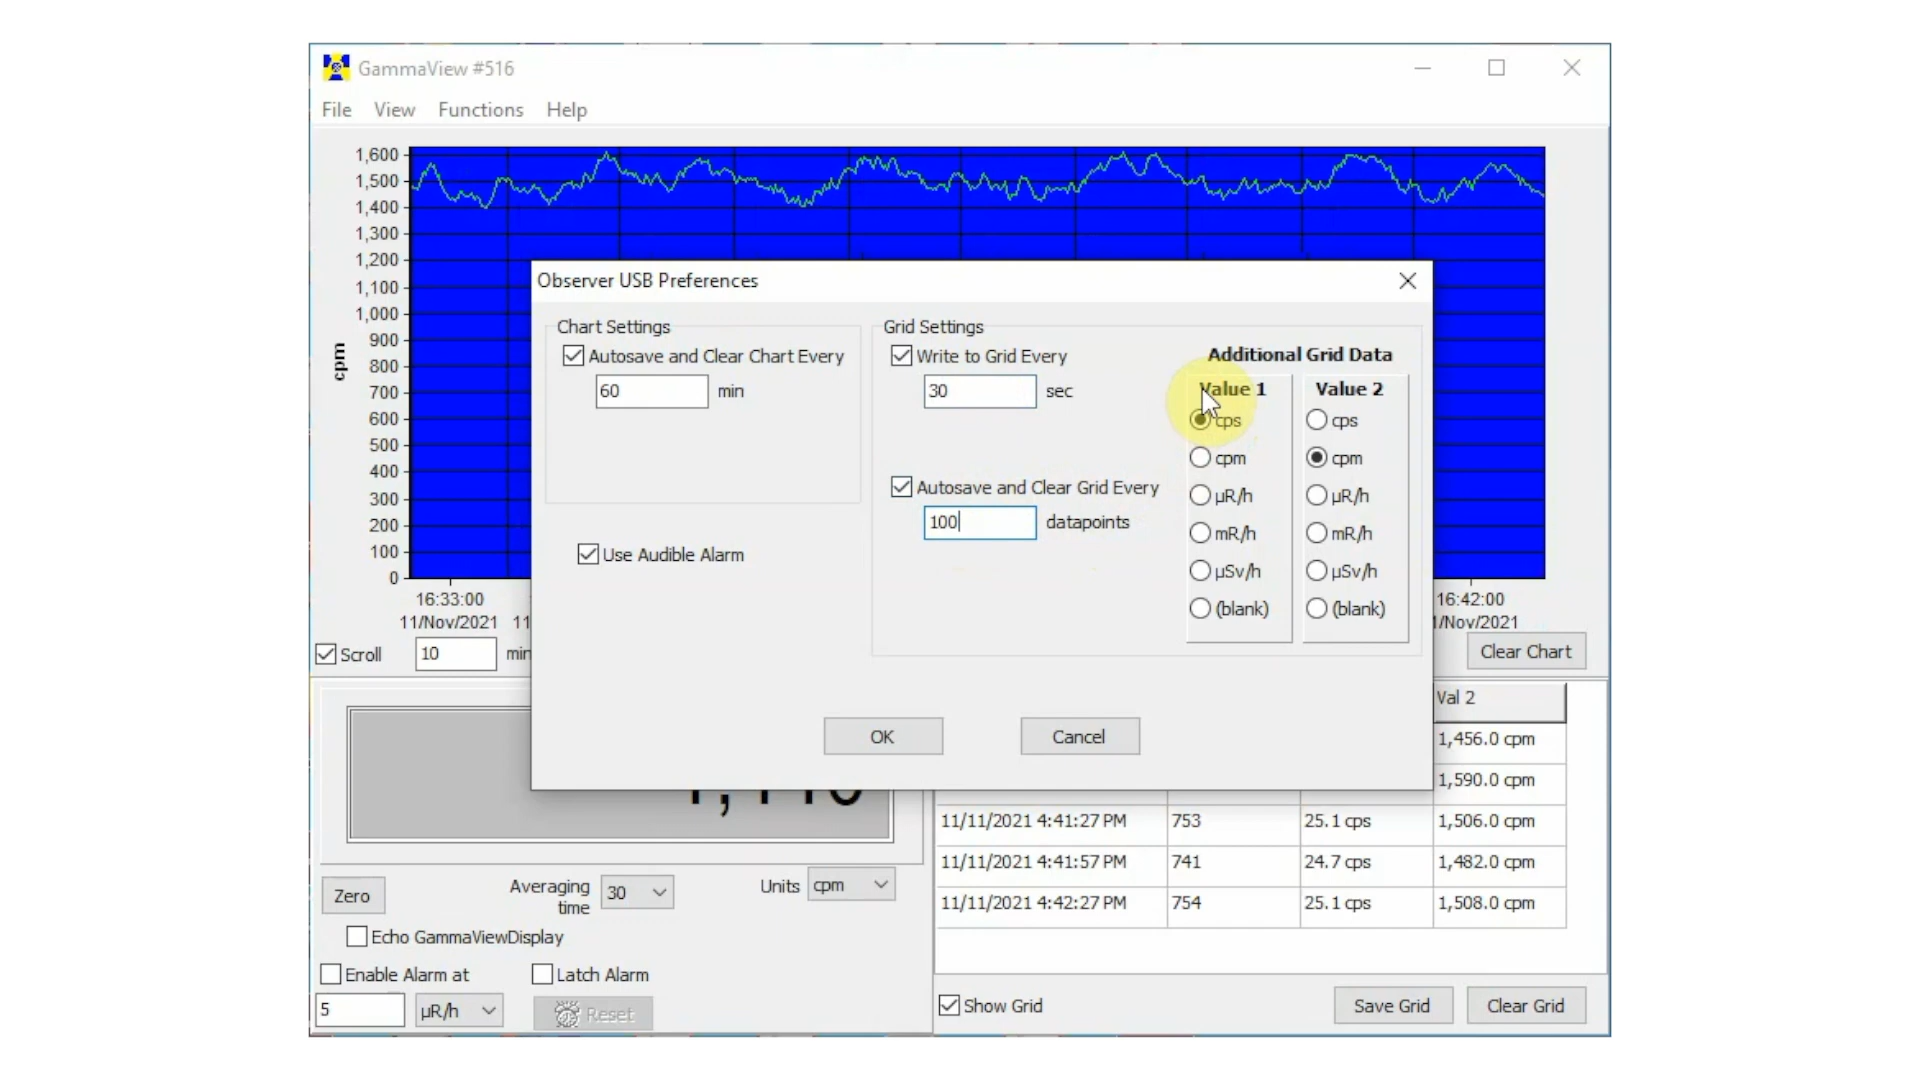 GammaView #516
File View Functions Help
1,600
1,500
1,400
1,300
1,200
1,100
1,000
900
800
700
600
500
400
300
200
100
0
cpm
16:33:00
11/Nov/2021 11
16:42:00
1/Nov/2021
Scroll 10 min
Clear Chart
Observer USB Preferences
Chart Settings
Autosave and Clear Chart Every
60 min
Use Audible Alarm
Grid Settings
Write to Grid Every
30 sec
Autosave and Clear Grid Every
100 datapoints
Additional Grid Data
Value 1
cps
cpm
µR/h
mR/h
µSv/h
(blank)
Value 2
cps
cpm
µR/h
mR/h
µSv/h
(blank)
OK Cancel
Val 2
1,456.0 cpm
1,590.0 cpm
11/11/2021 4:41:27 PM 753 25.1 cps 1,506.0 cpm
11/11/2021 4:41:57 PM 741 24.7 cps 1,482.0 cpm
11/11/2021 4:42:27 PM 754 25.1 cps 1,508.0 cpm
Zero
Averaging
time
30
Units cpm
Echo GammaViewDisplay
Enable Alarm at
Latch Alarm
5 µR/h
Reset
Show Grid
Save Grid
Clear Grid